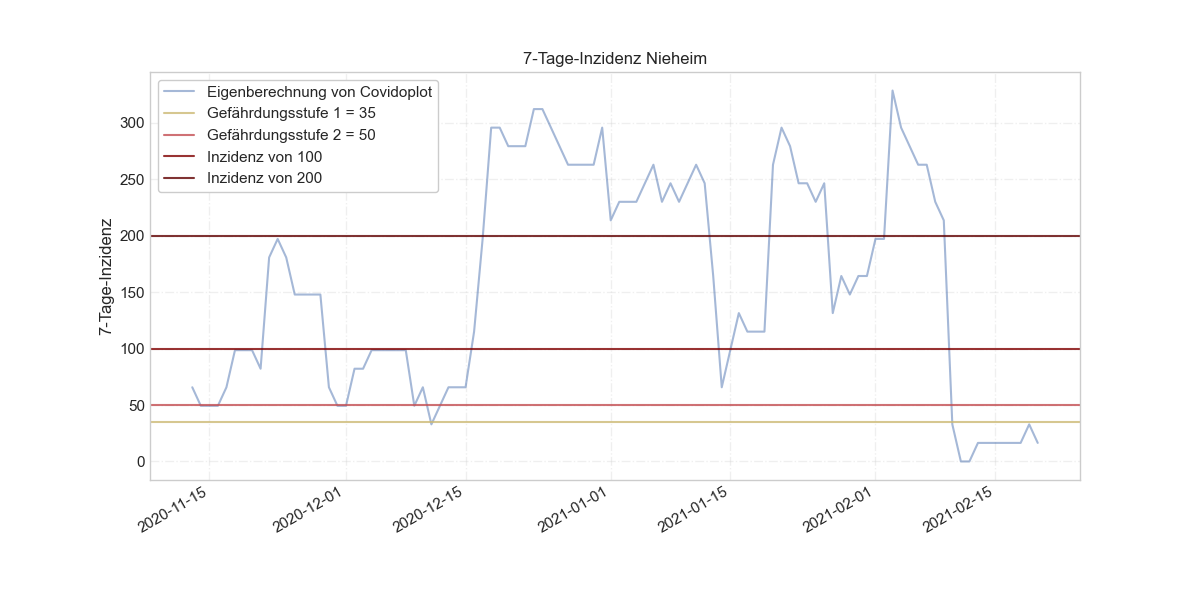 7-Tage-Inzidenz Nieheim
Eigenberechnung von Covidoplot
Gefährdungsstufe 1 = 35
Gefährdungsstufe 2 = 50
Inzidenz von 100
Inzidenz von 200
7-Tage-Inzidenz
300
250
200
150
100
50
0
2020-11-15
2020-12-01
2020-12-15
2021-01-01
2021-01-15
2021-02-01
2021-02-15